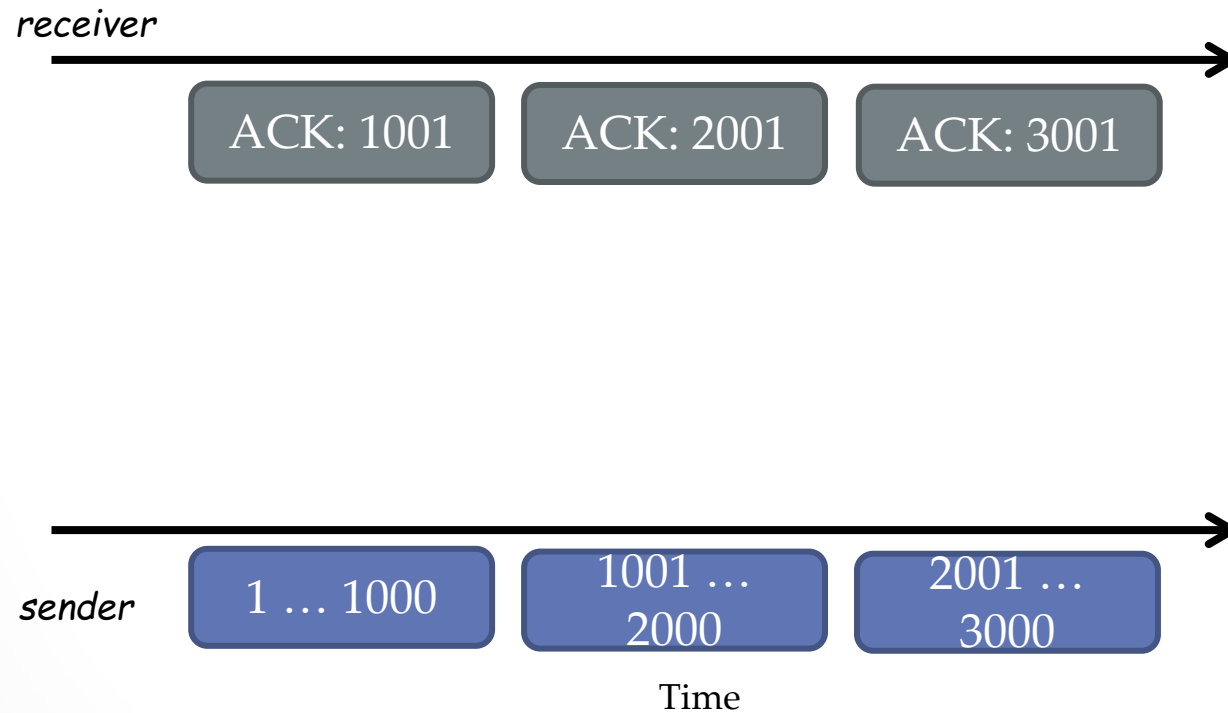 receiver
ACK: 1001
ACK: 2001
ACK: 3001
sender
1 … 1000
1001 …
2000
2001 …
3000
Time